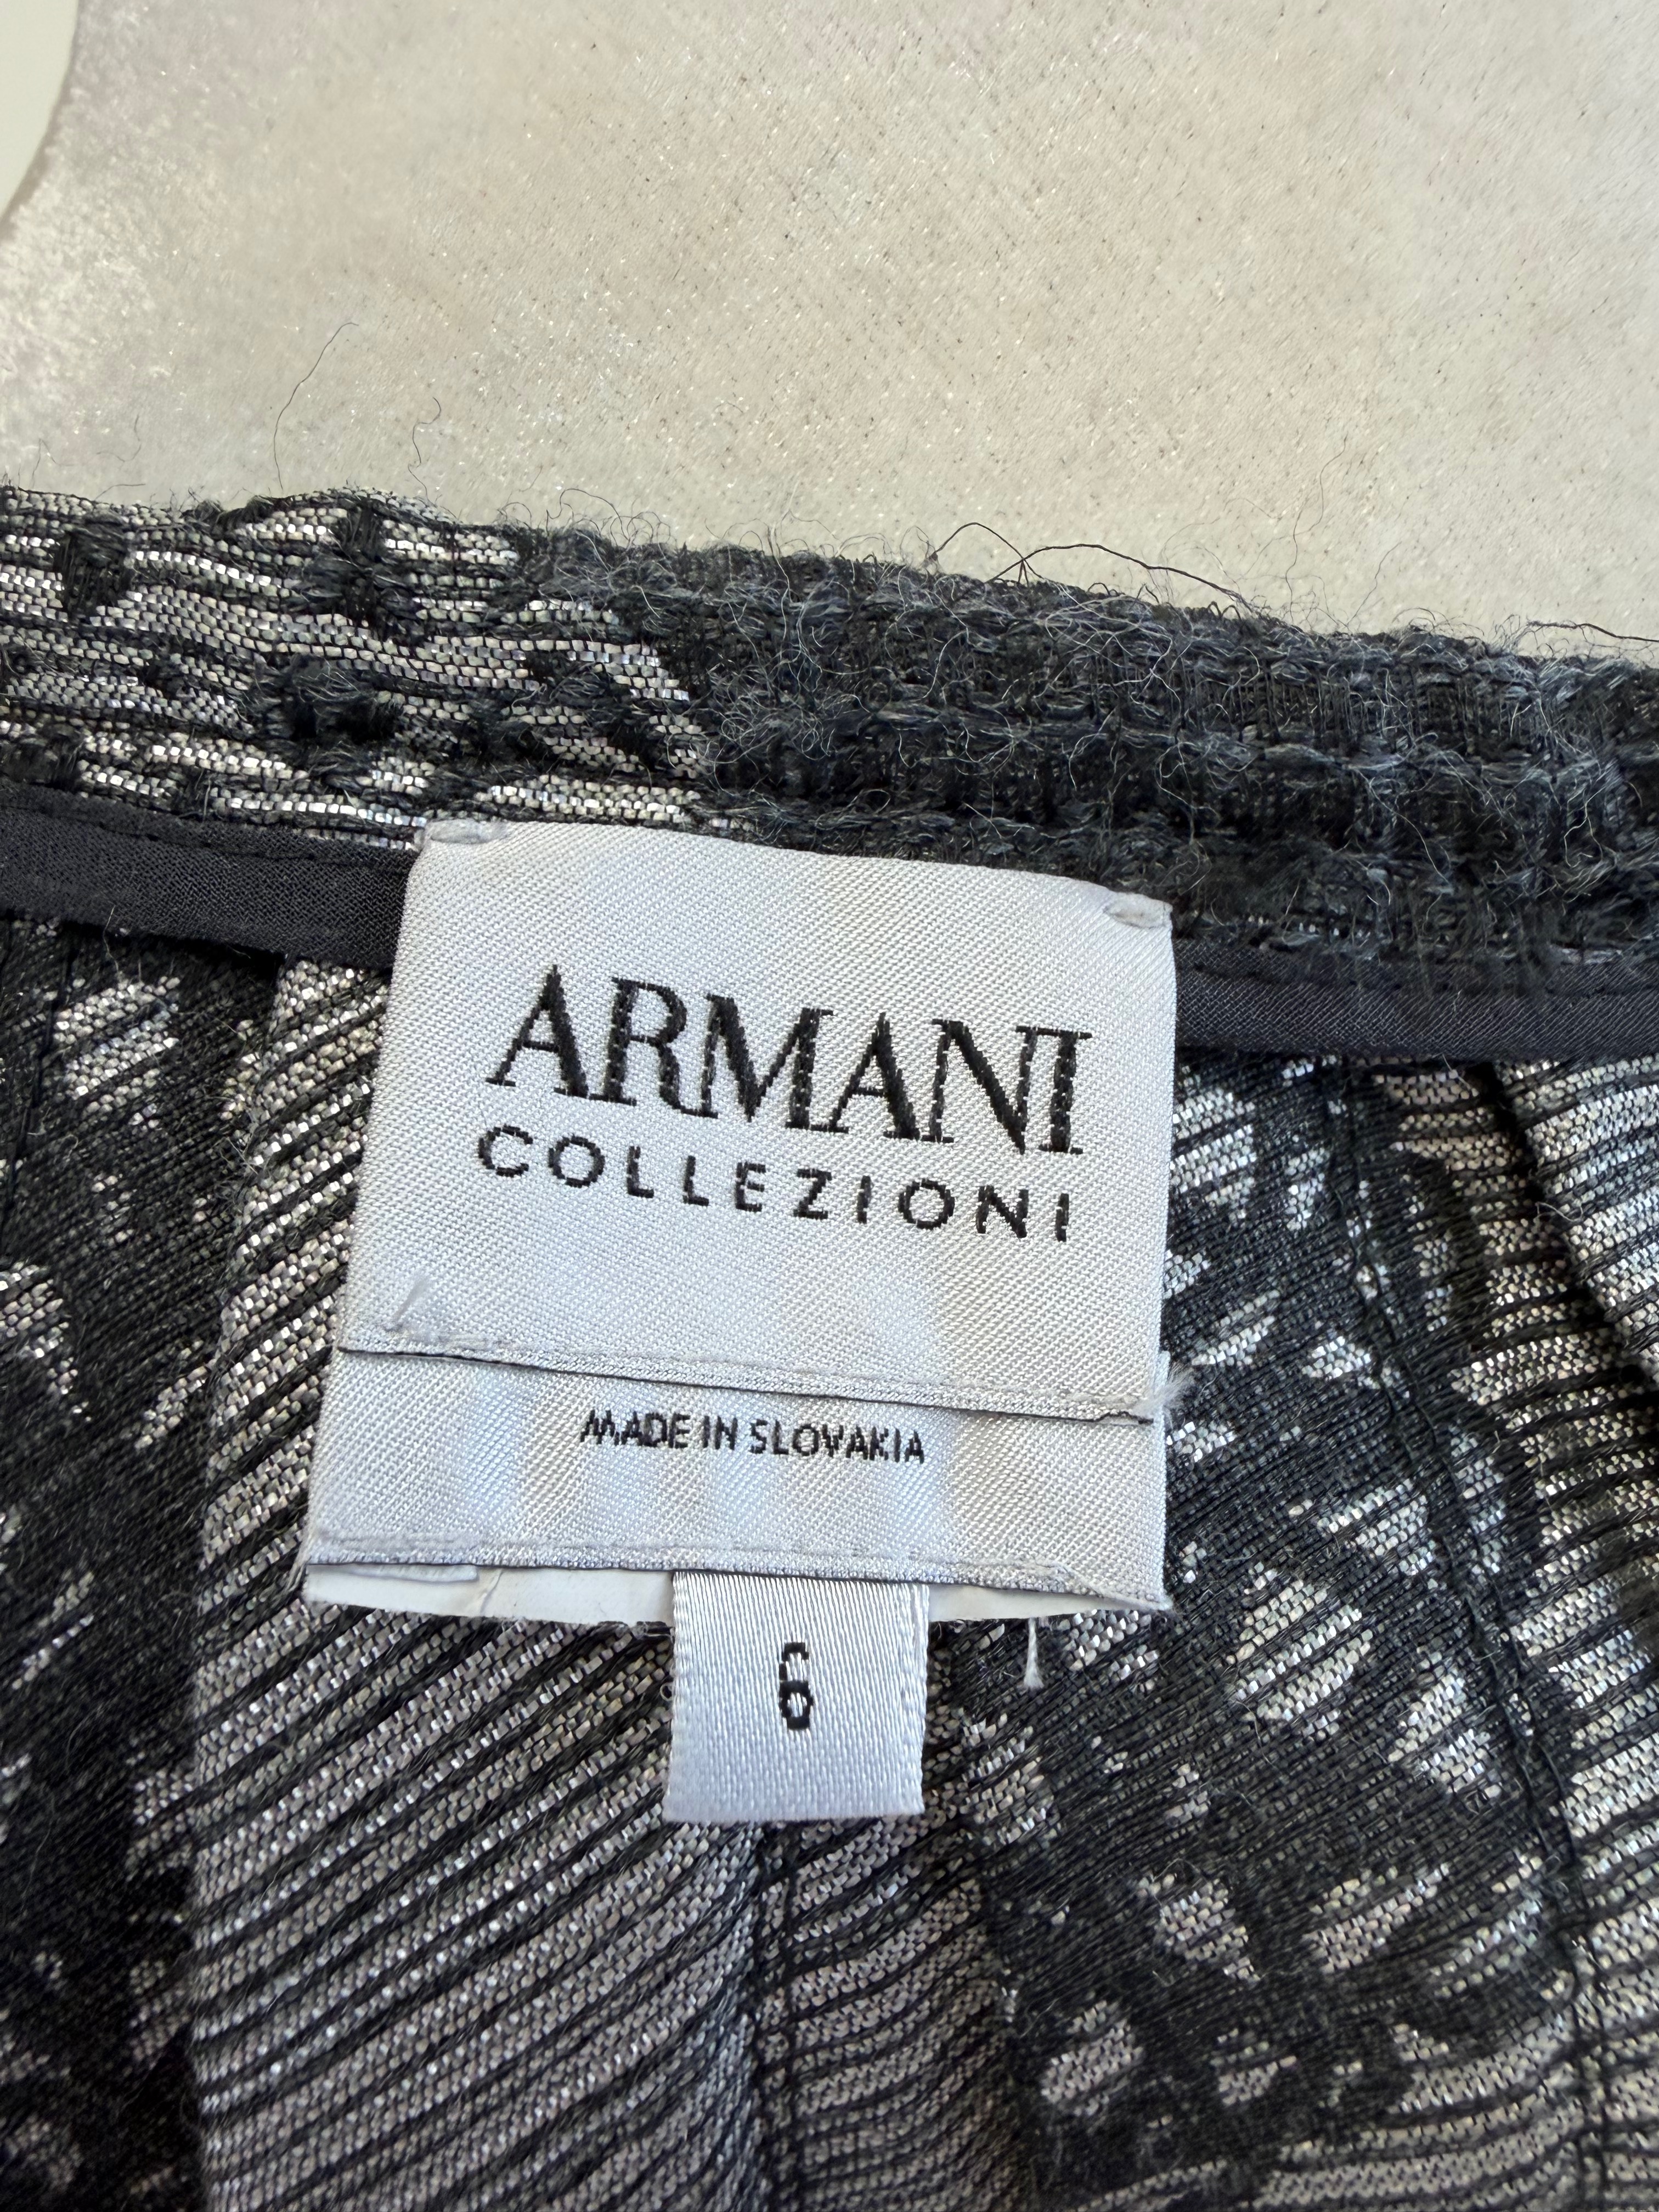 ARMANI
COLLEZIONI
MADE IN SLOVAKIA
6